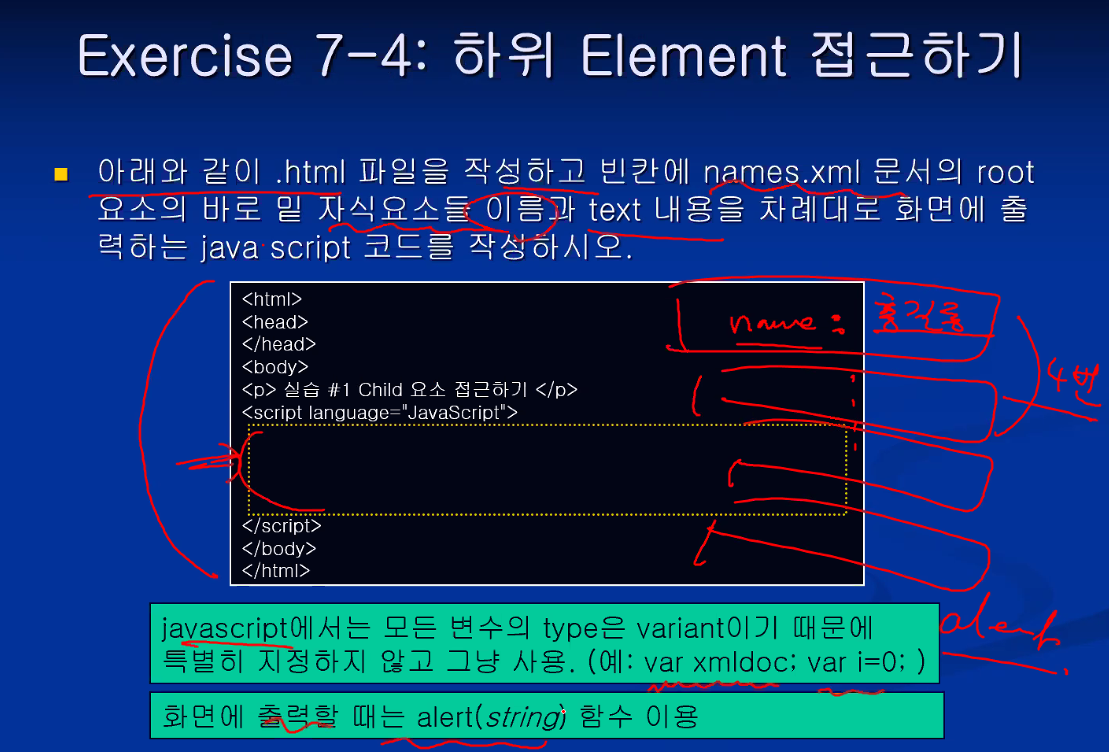 Exercise 7-4: 하위 Element 접근하기
아래와 같이 .html 파일을 작성하고 빈칸에 names.xml 문서의 root
요소의 바로 밑 자식요소들 이름과 text 내용을 차례대로 화면에 출
력하는 java script 코드를 작성하시오.
<html>
<head>
</head>
<body>
<p> 실습 #1 Child 요소 접근하기 </p>
<script language="JavaScript">
</script>
</body>
</html>
name : 홍길동
4번
alert
javascript에서는 모든 변수의 type은 variant이기 때문에
특별히 지정하지 않고 그냥 사용. (예: var xmldoc; var i=0; )
화면에 출력할 때는 alert(string) 함수 이용